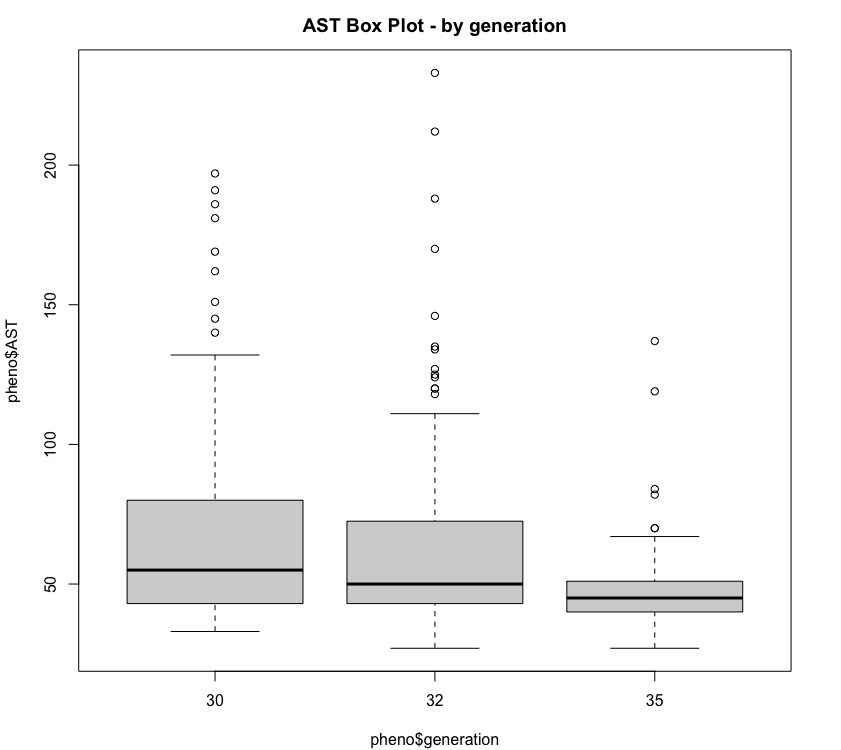 AST Box Plot - by generation
pheno$AST
200
150
100
50
30 32 35
pheno$generation